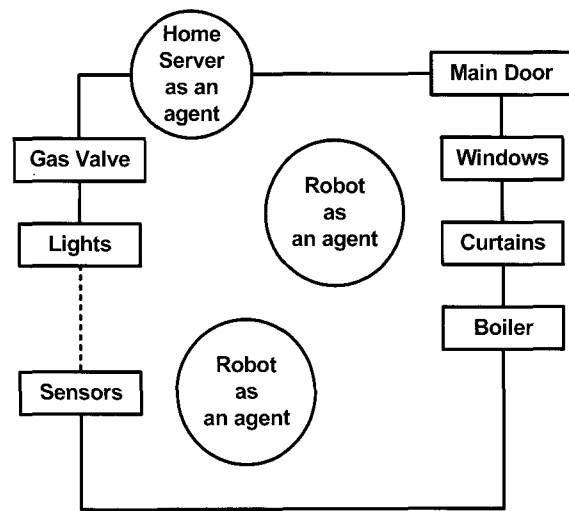 Home
Server
as an
agent
Main Door
Gas Valve
Windows
Robot
as
an agent
Lights
Curtains
Boiler
Robot
as
an agent
Sensors